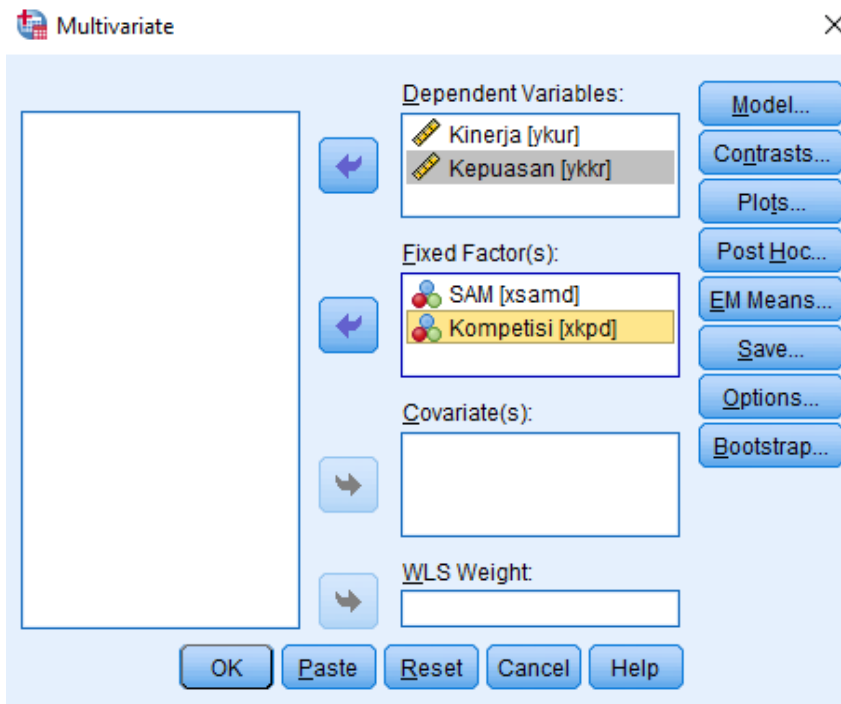 Multivariate
Dependent Variables:
Kinerja [ykur]
Kepuasan [ykkr]
Fixed Factor(s):
SAM [xsamd]
Kompetisi [xkpd]
Covariate(s):
WLS Weight:
Model...
Contrasts...
Plots...
Post Hoc...
EM Means...
Save...
Options...
Bootstrap...
OK Paste Reset Cancel Help